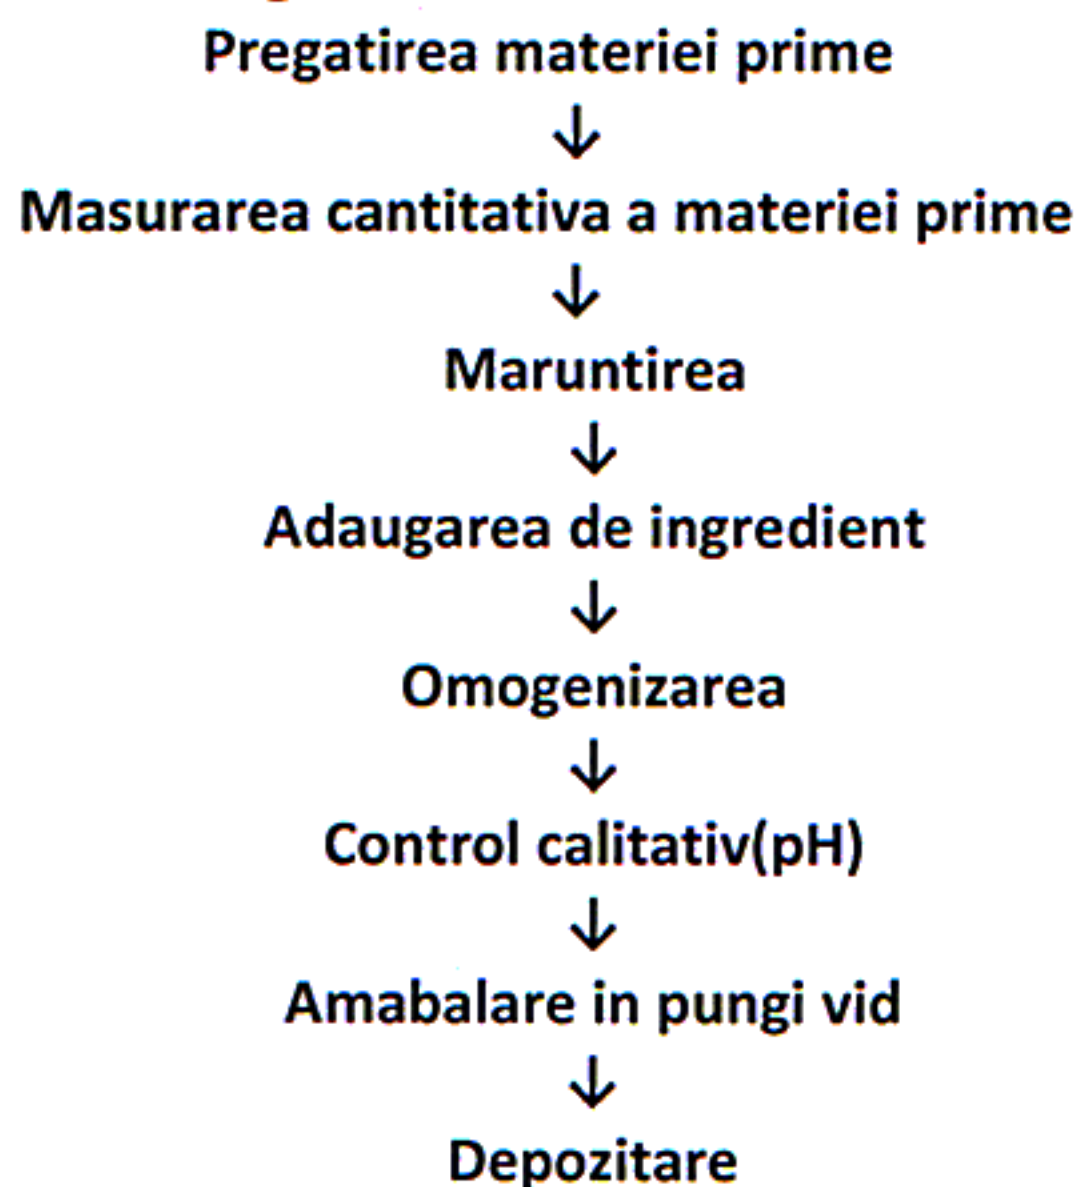 Pregatirea materiei prime
↓
Masurarea cantitativa a materiei prime
↓
Maruntirea
↓
Adaugarea de ingredient
↓
Omogenizarea
↓
Control calitativ(pH)
↓
Amabalare in pungi vid
↓
Depozitare